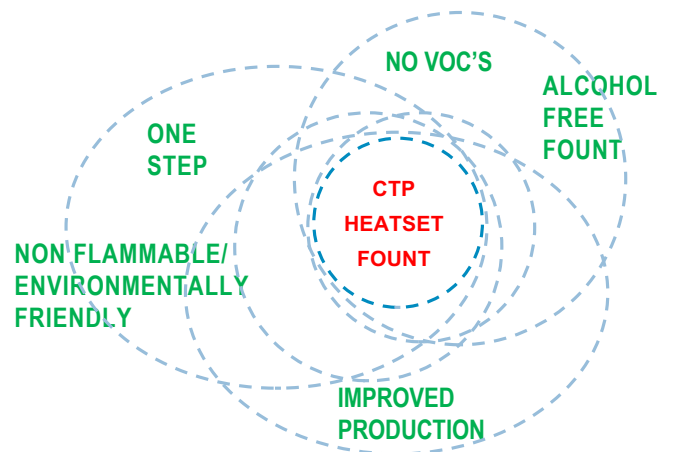 NO VOC'S
ALCOHOL
FREE
FOUNT
ONE
STEP
CTP
HEATSET
FOUNT
NON FLAMMABLE/
ENVIRONMENTALLY
FRIENDLY
IMPROVED
PRODUCTION